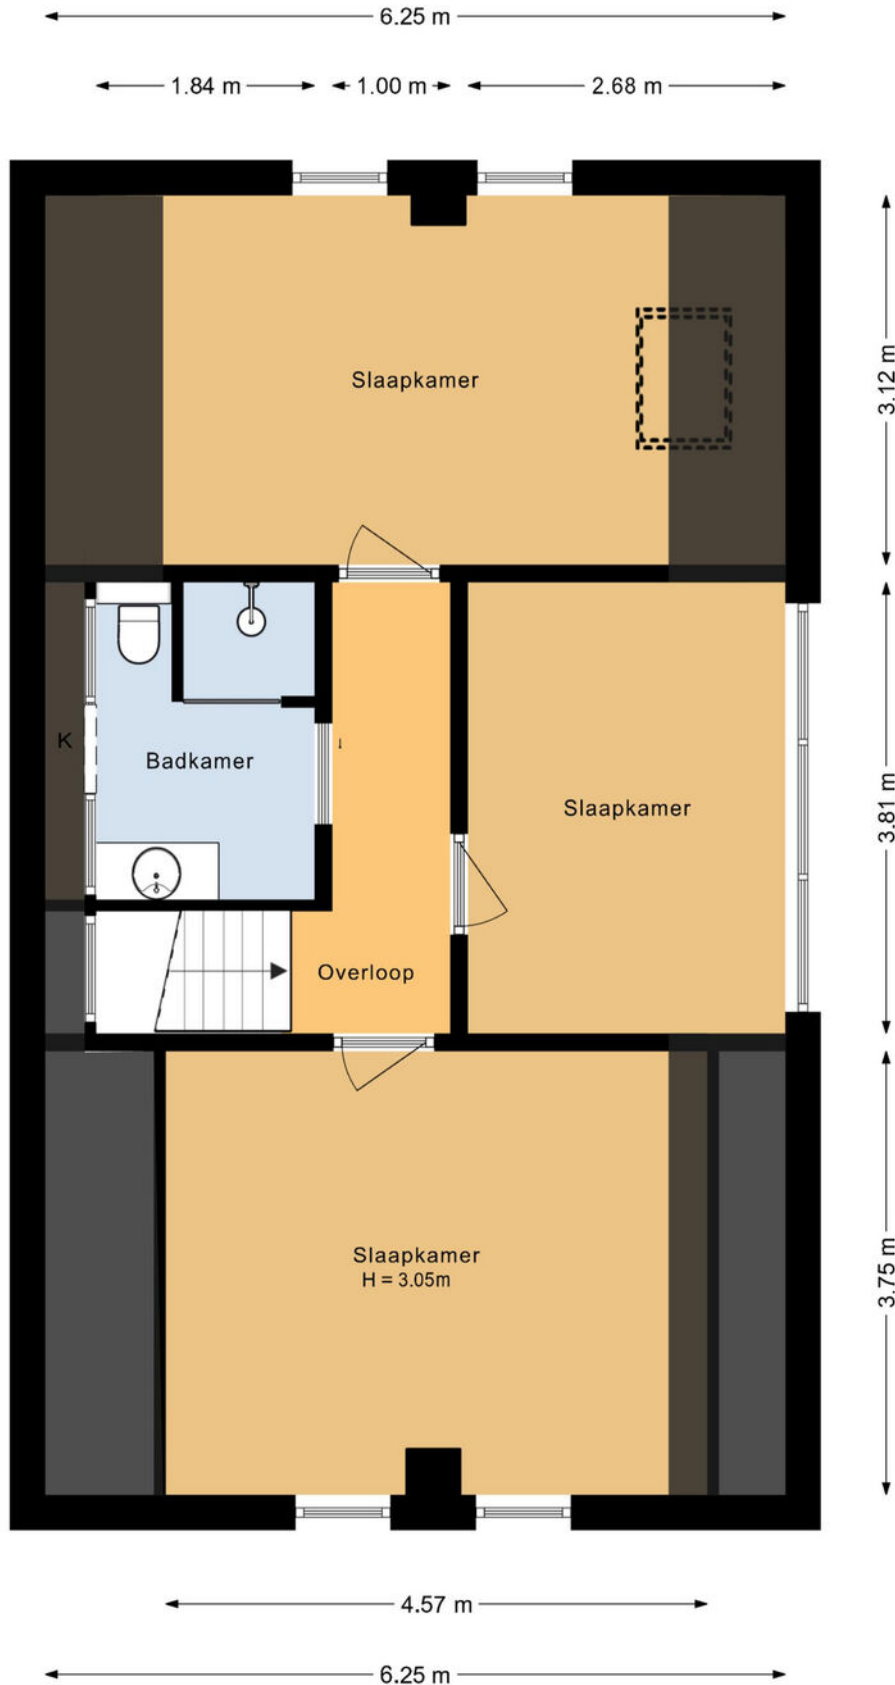 6.25 m
1.84 m
1.00 m
2.68 m
3.12 m
Slaapkamer
K
Badkamer
Slaapkamer
3.81 m
Overloop
Slaapkamer
H = 3.05m
3.75 m
4.57 m
6.25 m